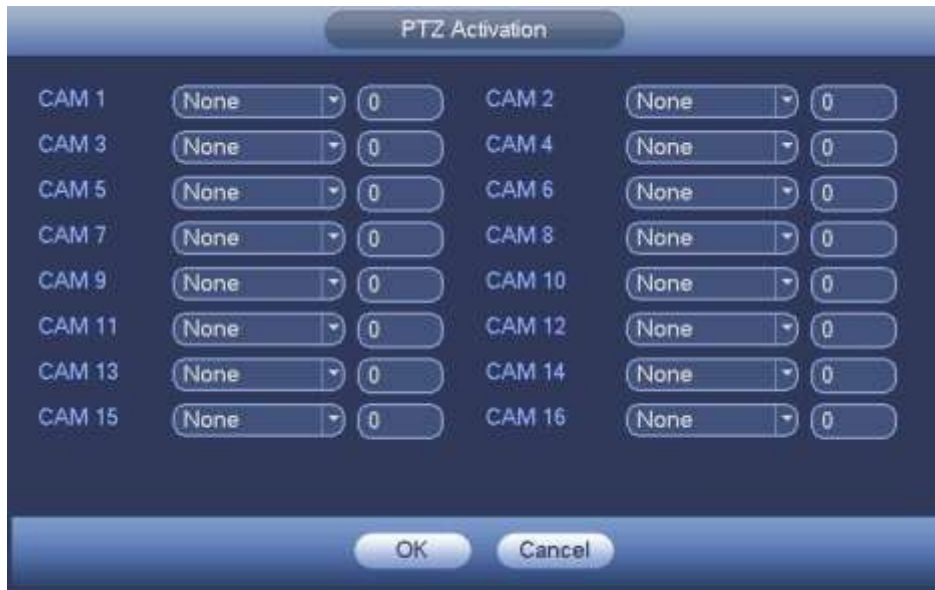 PTZ Activation
CAM 1 None 0 CAM 2 None 0
CAM 3 None 0 CAM 4 None 0
CAM 5 None 0 CAM 6 None 0
CAM 7 None 0 CAM 8 None 0
CAM 9 None 0 CAM 10 None 0
CAM 11 None 0 CAM 12 None 0
CAM 13 None 0 CAM 14 None 0
CAM 15 None 0 CAM 16 None 0
OK Cancel